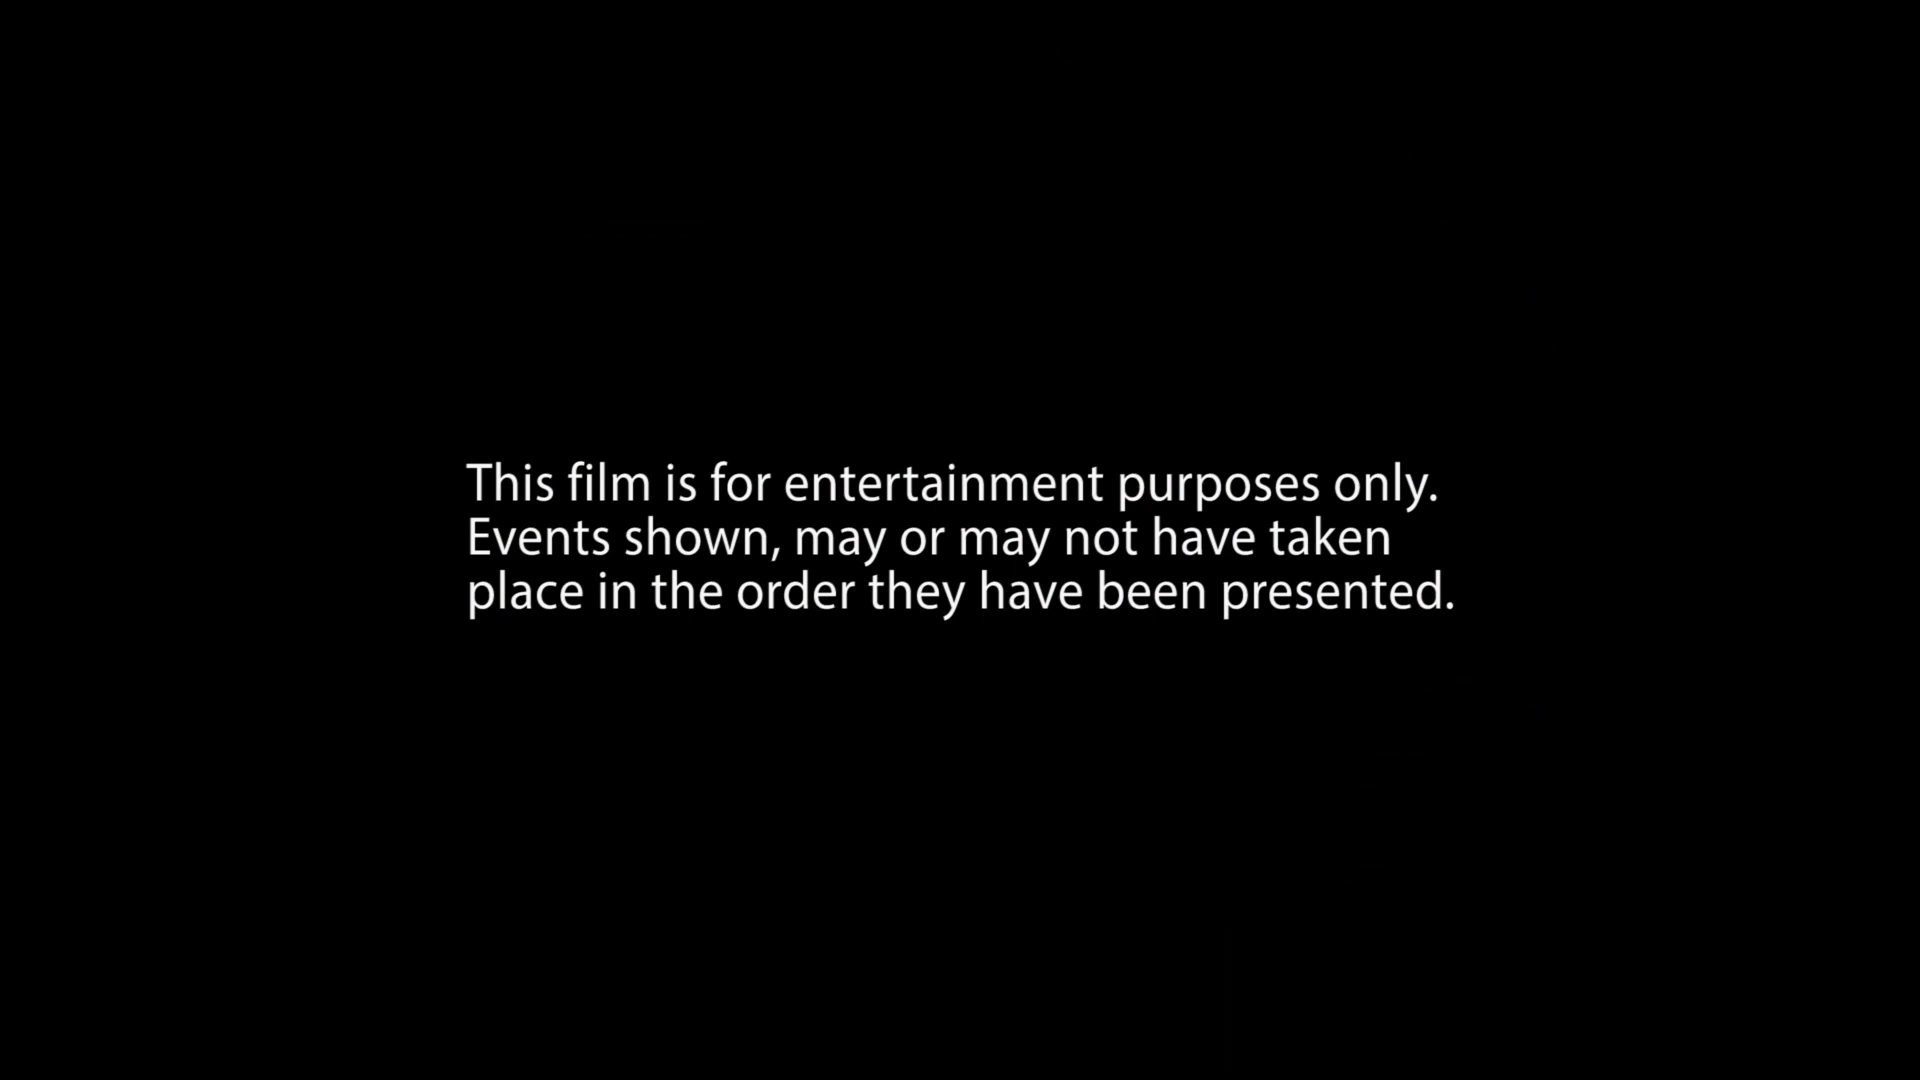 This film is for entertainment purposes only.
Events shown, may or may not have taken
place in the order they have been presented.